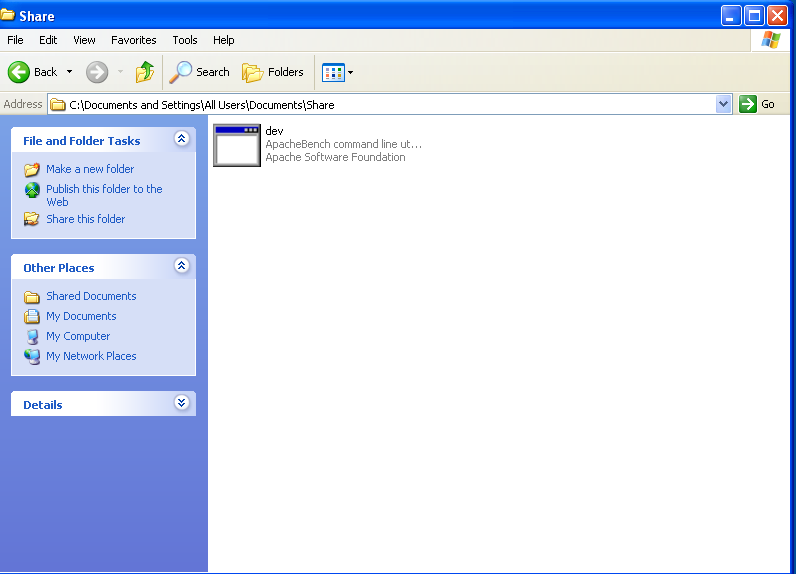 Share
File Edit View Favorites Tools Help
Back Search Folders
Address C:\Documents and Settings\All Users\Documents\Share Go
File and Folder Tasks
Make a new folder
Publish this folder to the
Web
Share this folder
Other Places
Shared Documents
My Documents
My Computer
My Network Places
Details
dev
ApacheBench command line ut...
Apache Software Foundation